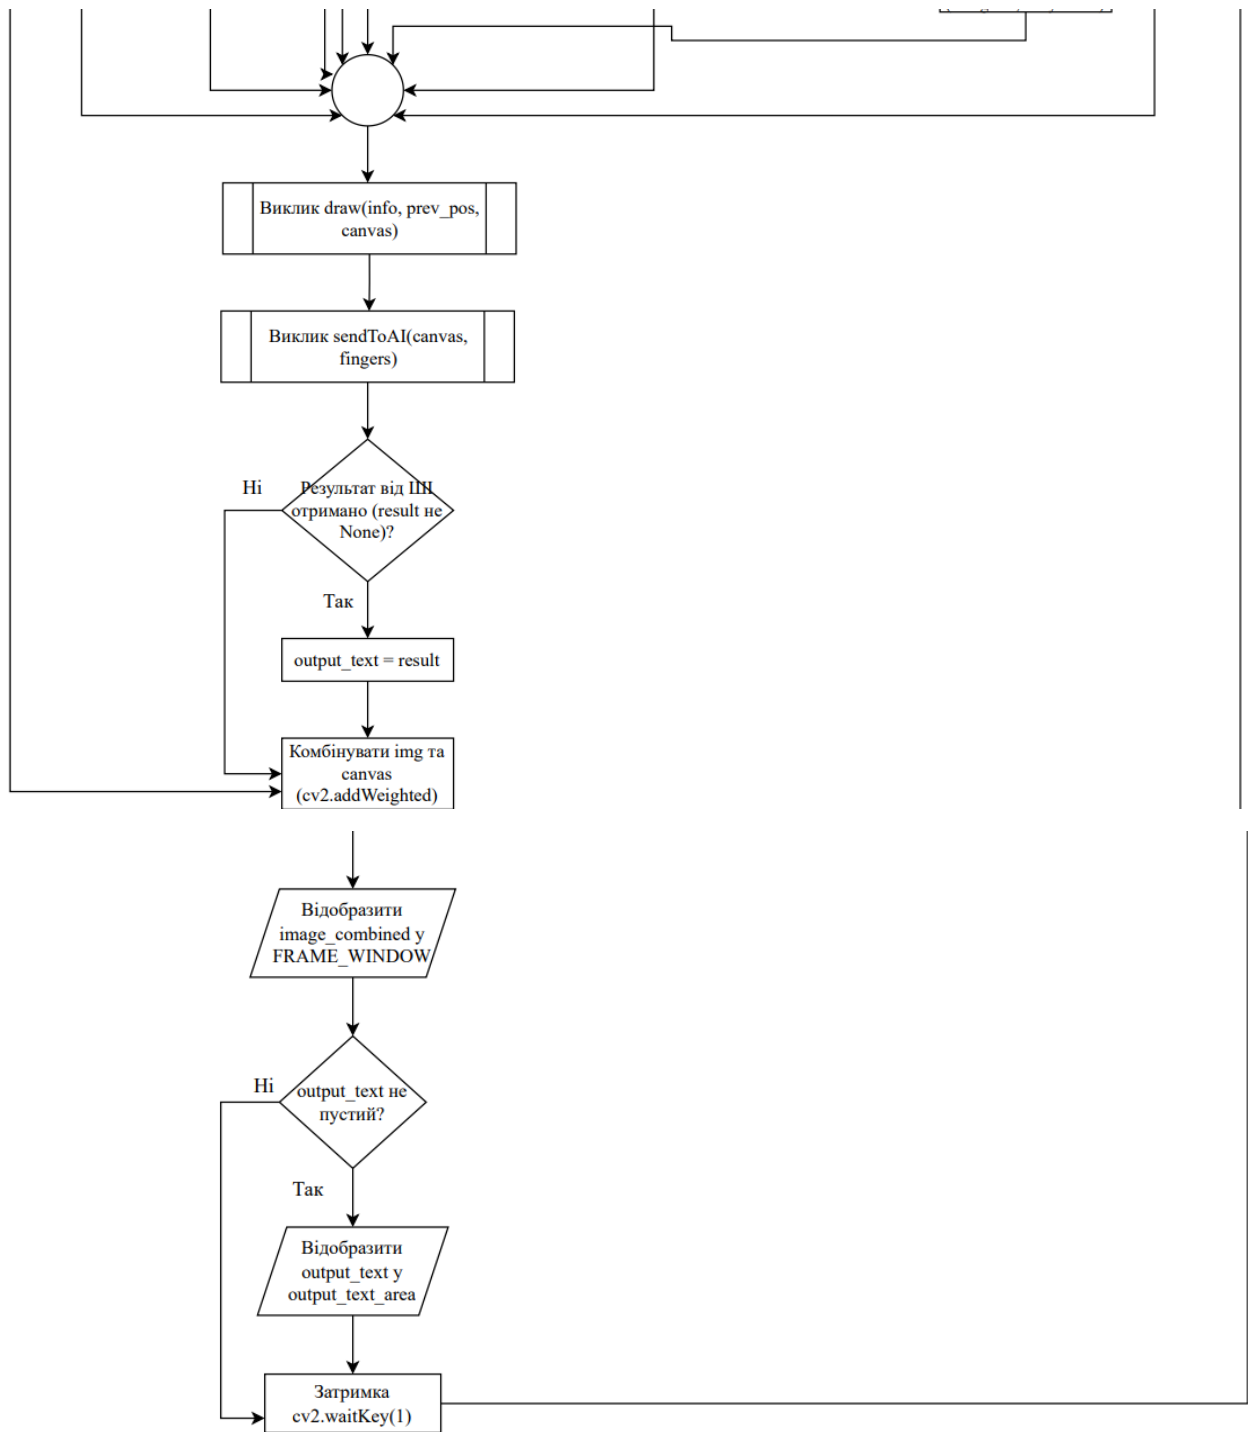 Виклик draw(info, prev_pos,
canvas)
Виклик sendToAI(canvas,
fingers)
Ні
Результат від ШІ
отримано (result не
None)?
Так
output_text = result
Комбінувати img та
canvas
(cv2.addWeighted)
Відобразити
image_combined у
FRAME_WINDOW
Ні
output_text не
пустий?
Так
Відобразити
output_text у
output_text_area
Затримка
cv2.waitKey(1)